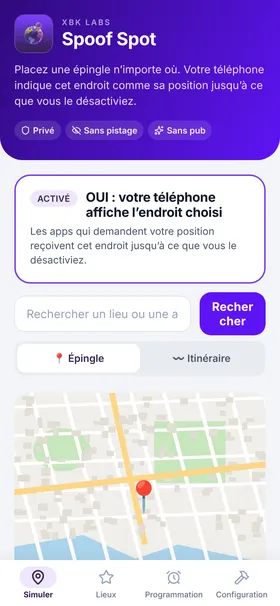 XBK LABS
Spoof Spot
Placez une épingle n’importe où. Votre téléphone
indique cet endroit comme sa position jusqu’à ce
que vous le désactiviez.
Privé
Sans pistage
Sans pub
ACTIVÉ
OUI : votre téléphone
affiche l’endroit choisi
Les apps qui demandent votre position
reçoivent cet endroit jusqu’à ce que vous le
désactiviez.
Rechercher un lieu ou une a
Recher
cher
Épingle
Itinéraire
Simuler
Lieux
Programmation
Configuration